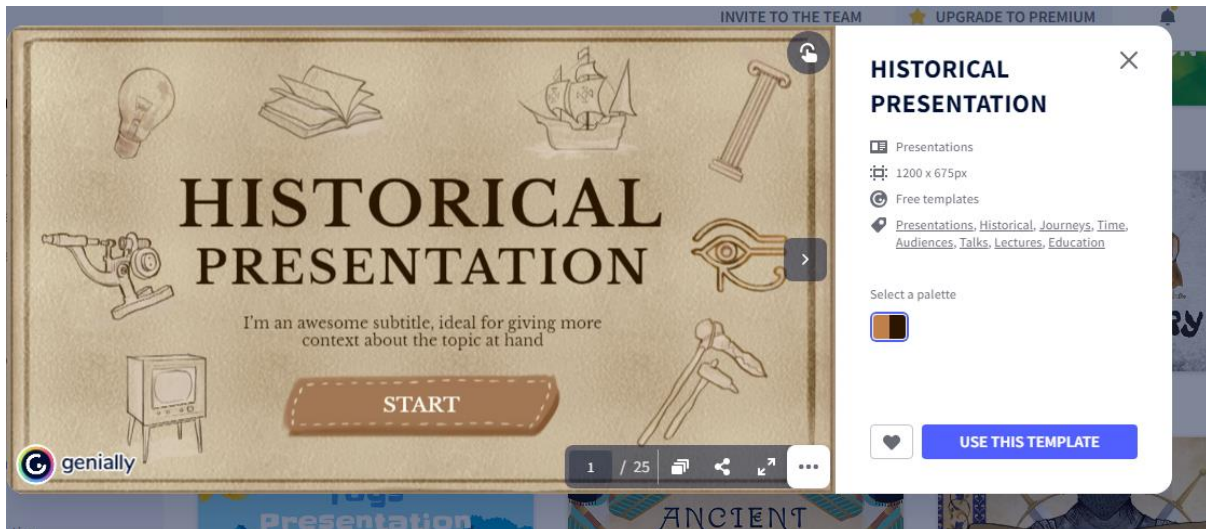 INVITE TO THE TEAM
UPGRADE TO PREMIUM
HISTORICAL
PRESENTATION
I'm an awesome subtitle, ideal for giving more
context about the topic at hand
START
genially
1 / 25
HISTORICAL
PRESENTATION
Presentations
1200 x 675px
Free templates
Presentations, Historical, Journeys, Time,
Audiences, Talks, Lectures, Education
Select a palette
USE THIS TEMPLATE
Presentation
ANCIENT